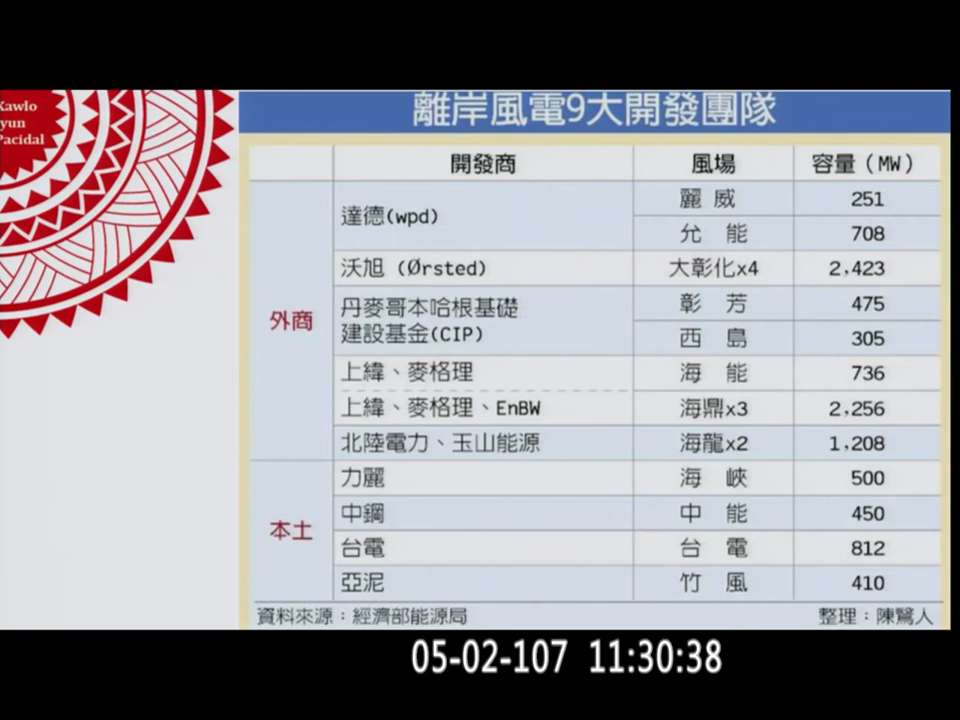 Kawlo
Iyun
Pacidal
離岸風電9大開發團隊
開發商 風場 容量（MW）
外商
達德(wpd) 麗威 251
允能 708
沃旭（Ørsted) 大彰化x4 2,423
丹麥哥本哈根基礎
建設基金(CIP) 彰芳 475
西島 305
上緯、麥格理 海能 736
上緯、麥格理、EnBW 海鼎x3 2,256
北陸電力、玉山能源 海龍x2 1,208
本土
力麗 海峽 500
中鋼 中能 450
台電 台電 812
亞泥 竹風 410
資料來源：經濟部能源局 整理：陳鷖人
05-02-107 11:30:38